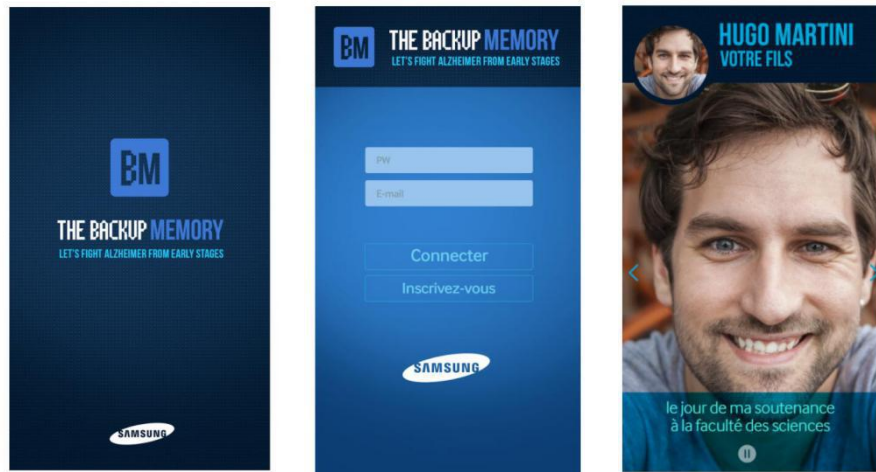 BM
THE BACKUP MEMORY
LET'S FIGHT ALZHEIMER FROM EARLY STAGES
SAMSUNG
BM
THE BACKUP MEMORY
LET'S FIGHT ALZHEIMER FROM EARLY STAGES
PW
E-mail
Connecter
Inscrivez-vous
SAMSUNG
HUGO MARTINI
VOTRE FILS
le jour de ma soutenance
à la faculté des sciences